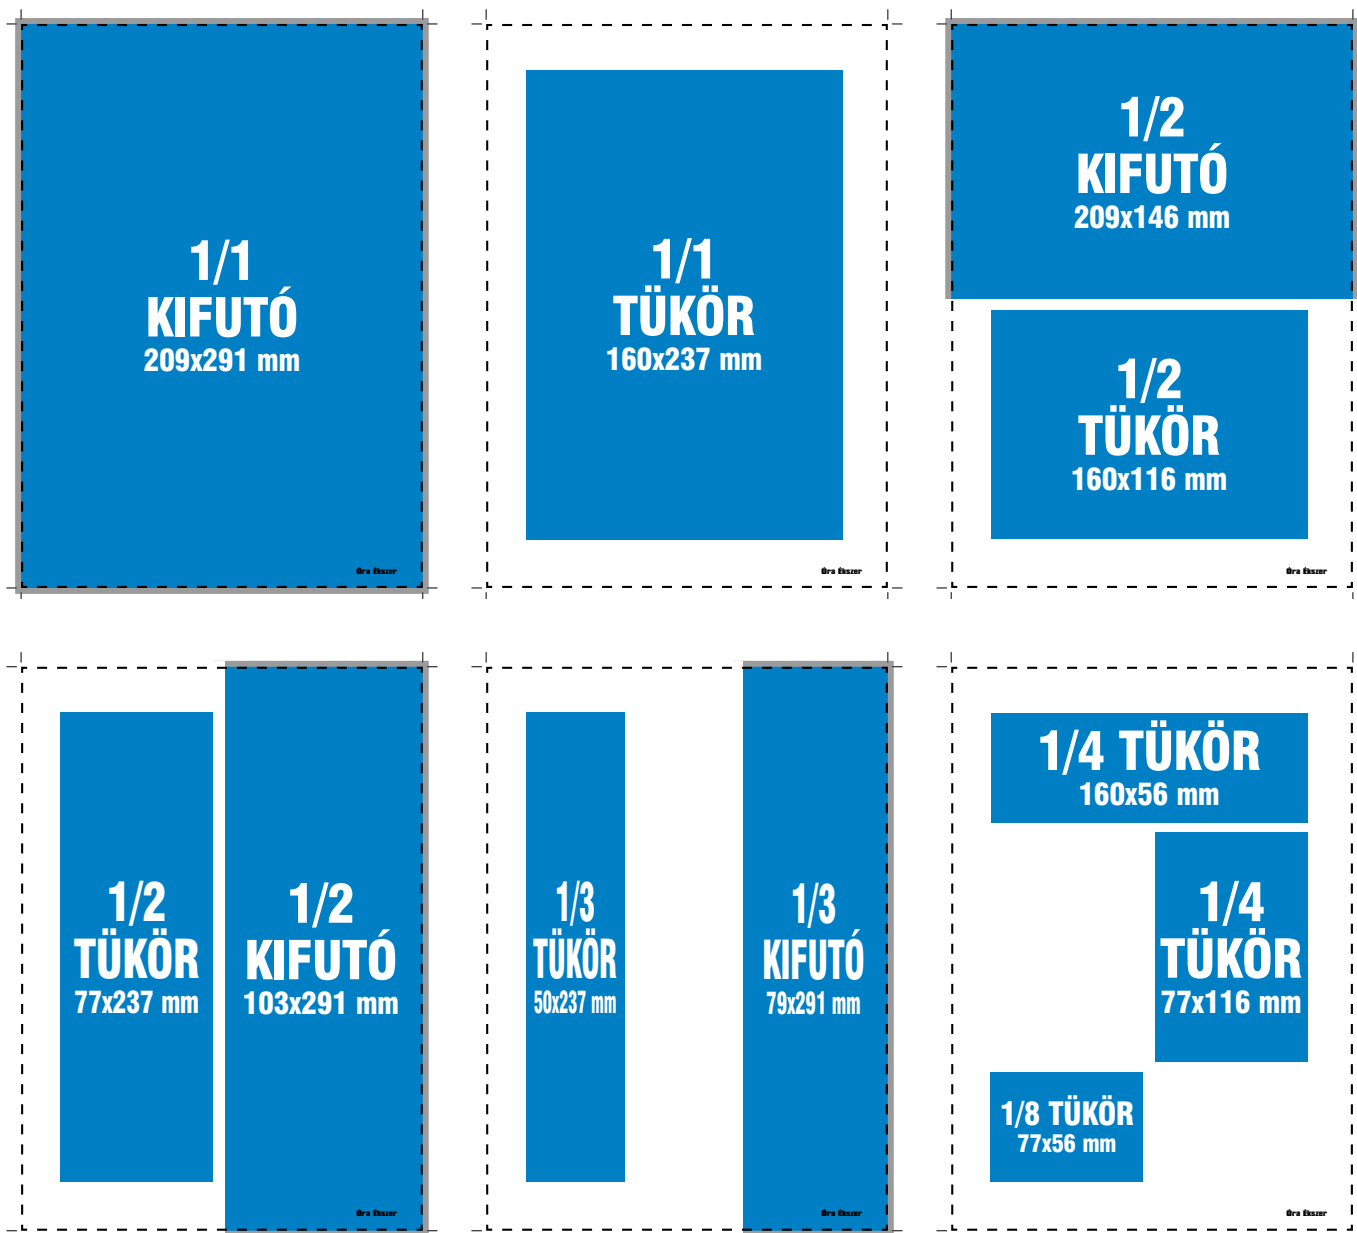 1/1
KIFUTÓ
209x291 mm
Óra Ékszer
1/1
TÜKÖR
160x237 mm
Óra Ékszer
1/2
KIFUTÓ
209x146 mm
1/2
TÜKÖR
160x116 mm
Óra Ékszer
1/2
TÜKÖR
77x237 mm
1/2
KIFUTÓ
103x291 mm
Óra Ékszer
1/3
TÜKÖR
50x237 mm
1/3
KIFUTÓ
79x291 mm
Óra Ékszer
1/4 TÜKÖR
160x56 mm
1/4
TÜKÖR
77x116 mm
1/8 TÜKÖR
77x56 mm
Óra Ékszer